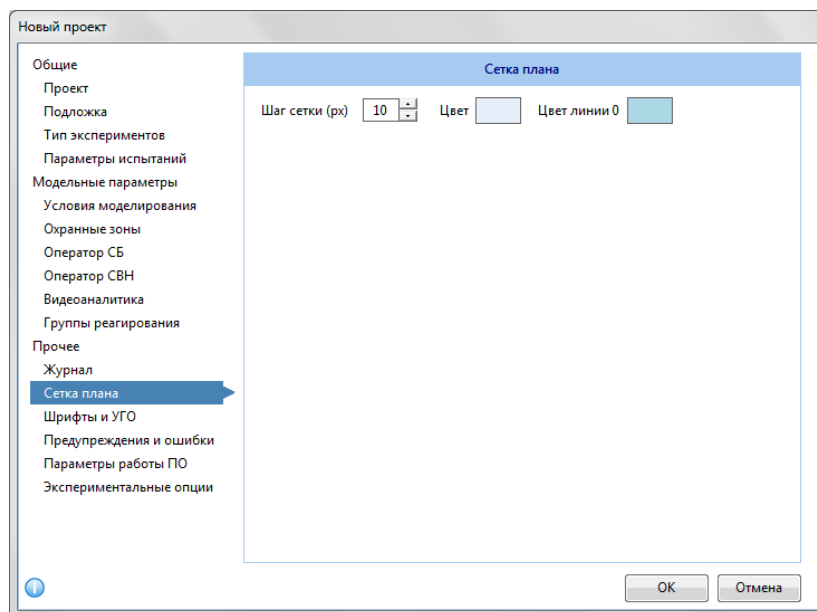 Новый проект
Общие
Проект
Подложка
Тип экспериментов
Параметры испытаний
Модельные параметры
Условия моделирования
Охранные зоны
Оператор СБ
Оператор СВН
Видеоаналитика
Группы реагирования
Прочее
Журнал
Сетка плана
Шрифты и УГО
Предупреждения и ошибки
Параметры работы ПО
Экспериментальные опции
Сетка плана
Шаг сетки (px) 10 Цвет Цвет линии 0
ОК Отмена